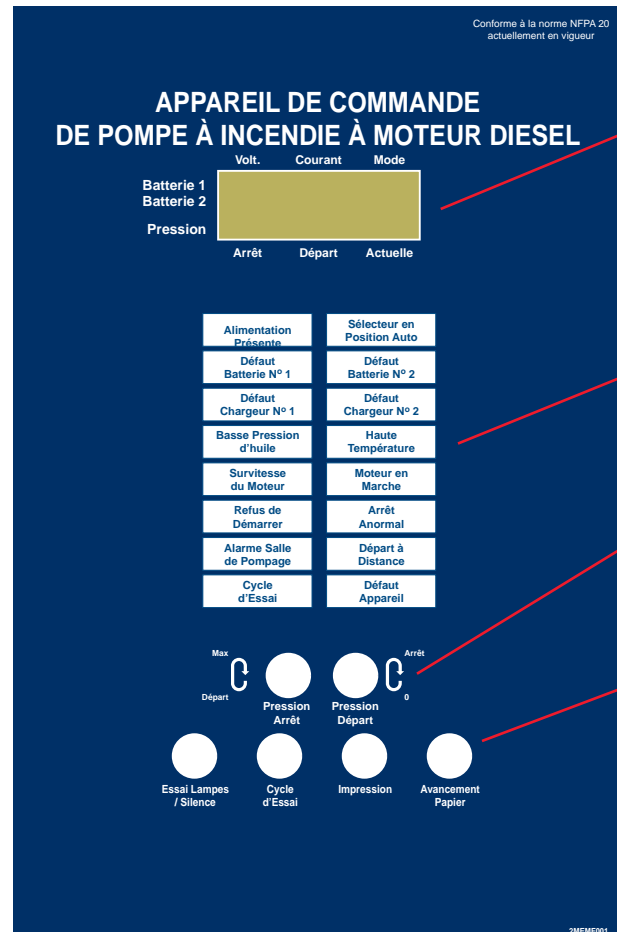 Conforme à la norme NFPA 20
actuellement en vigueur
APPAREIL DE COMMANDE
DE POMPE À INCENDIE À MOTEUR DIESEL
Volt. Courant Mode
Batterie 1
Batterie 2
Pression
Arrêt Départ Actuelle
Alimentation
Présente
Sélecteur en
Position Auto
Défaut
Batterie Nº 1
Défaut
Batterie Nº 2
Défaut
Chargeur Nº 1
Défaut
Chargeur Nº 2
Basse Pression
d'huile
Haute
Température
Survitesse
du Moteur
Moteur en
Marche
Refus de
Démarrer
Arrêt
Anormal
Alarme Salle
de Pompage
Départ à
Distance
Cycle
d'Essai
Défaut
Appareil
Max
Départ
Pression
Arrêt
Pression
Départ
Arrêt
0
Essai Lampes
/ Silence
Cycle
d'Essai
Impression
Avancement
Papier
2MEME001